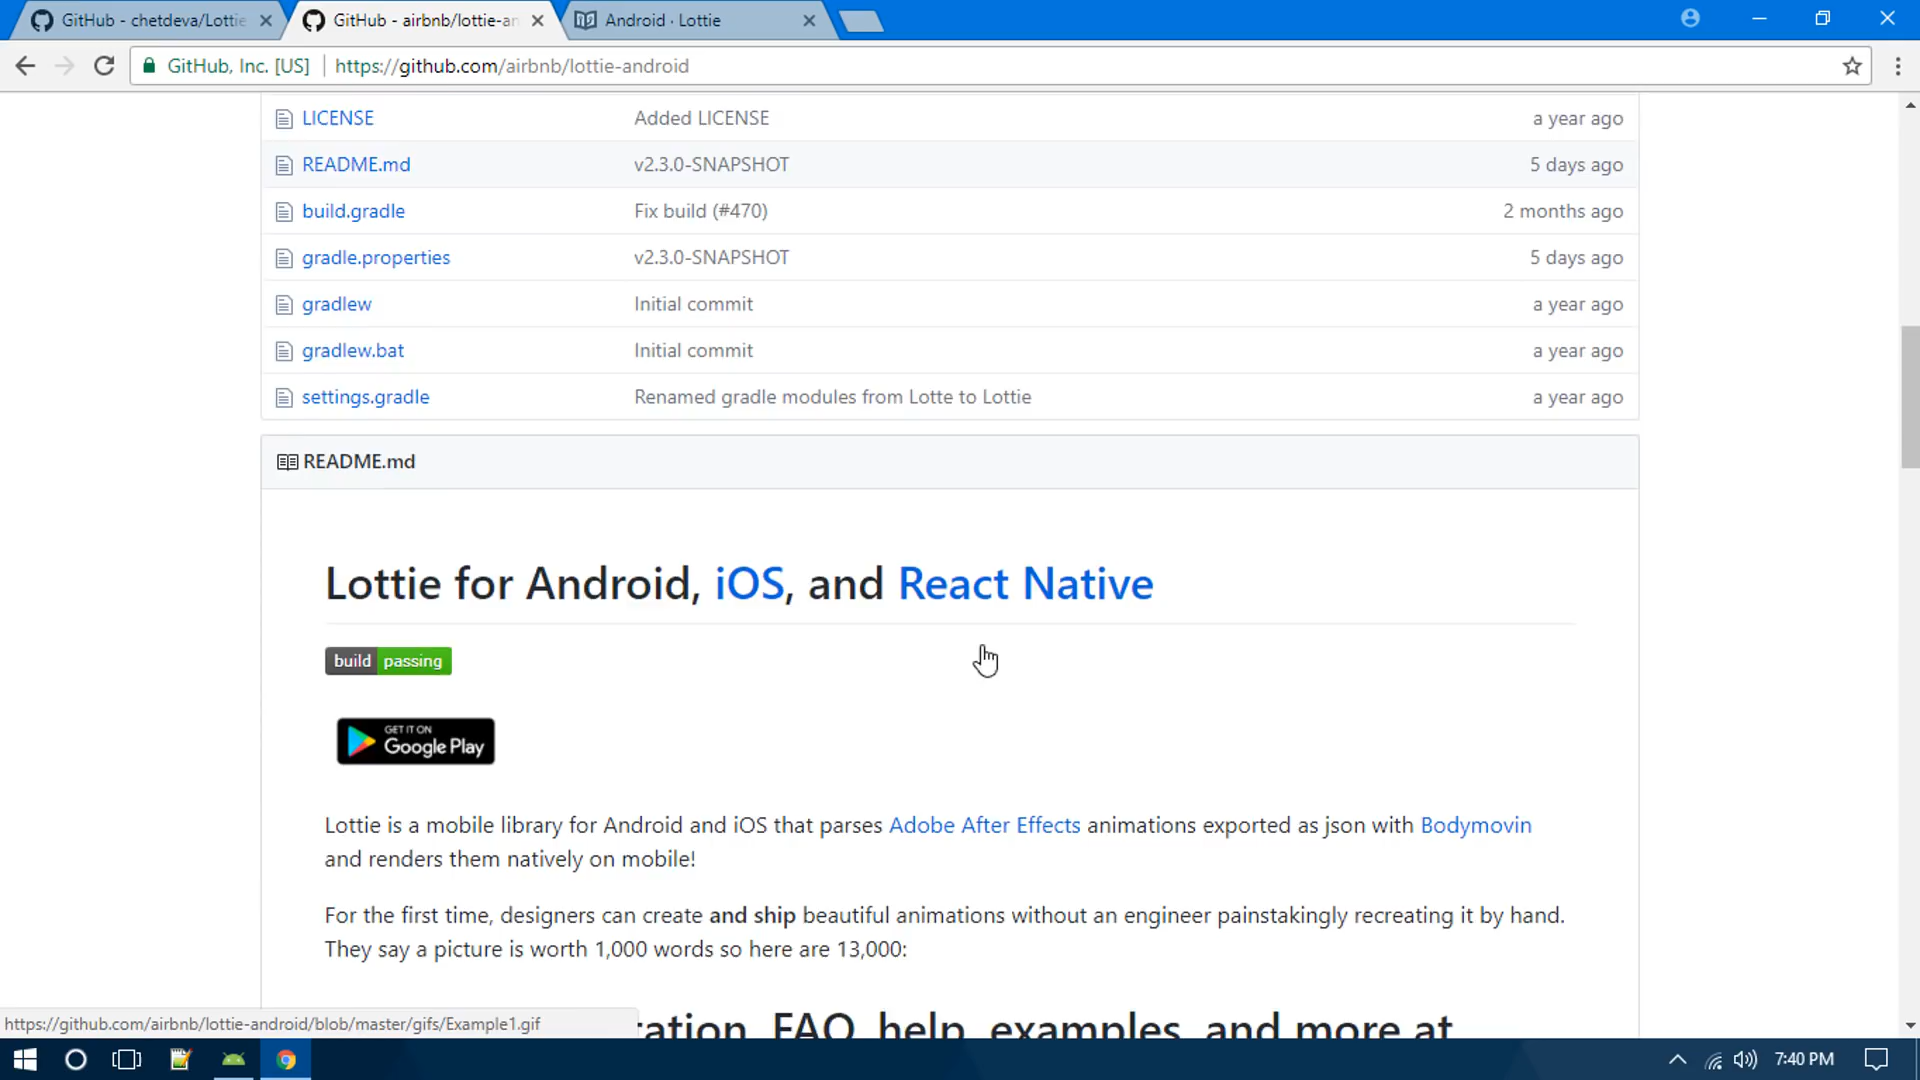 GitHub - chetdeva/Lottie
GitHub - airbnb/lottie-an
Android · Lottie
GitHub, Inc. [US]
https://github.com/airbnb/lottie-android
LICENSE Added LICENSE a year ago
README.md v2.3.0-SNAPSHOT 5 days ago
build.gradle Fix build (#470) 2 months ago
gradle.properties v2.3.0-SNAPSHOT 5 days ago
gradlew Initial commit a year ago
gradlew.bat Initial commit a year ago
settings.gradle Renamed gradle modules from Lotte to Lottie a year ago
README.md
Lottie for Android, iOS, and React Native
build passing
GET IT ON
Google Play
Lottie is a mobile library for Android and iOS that parses Adobe After Effects animations exported as json with Bodymovin
and renders them natively on mobile!
For the first time, designers can create and ship beautiful animations without an engineer painstakingly recreating it by hand.
They say a picture is worth 1,000 words so here are 13,000:
FAQ, help, examples, and more at
https://github.com/airbnb/lottie-android/blob/master/gifs/Example1.gif
7:40 PM